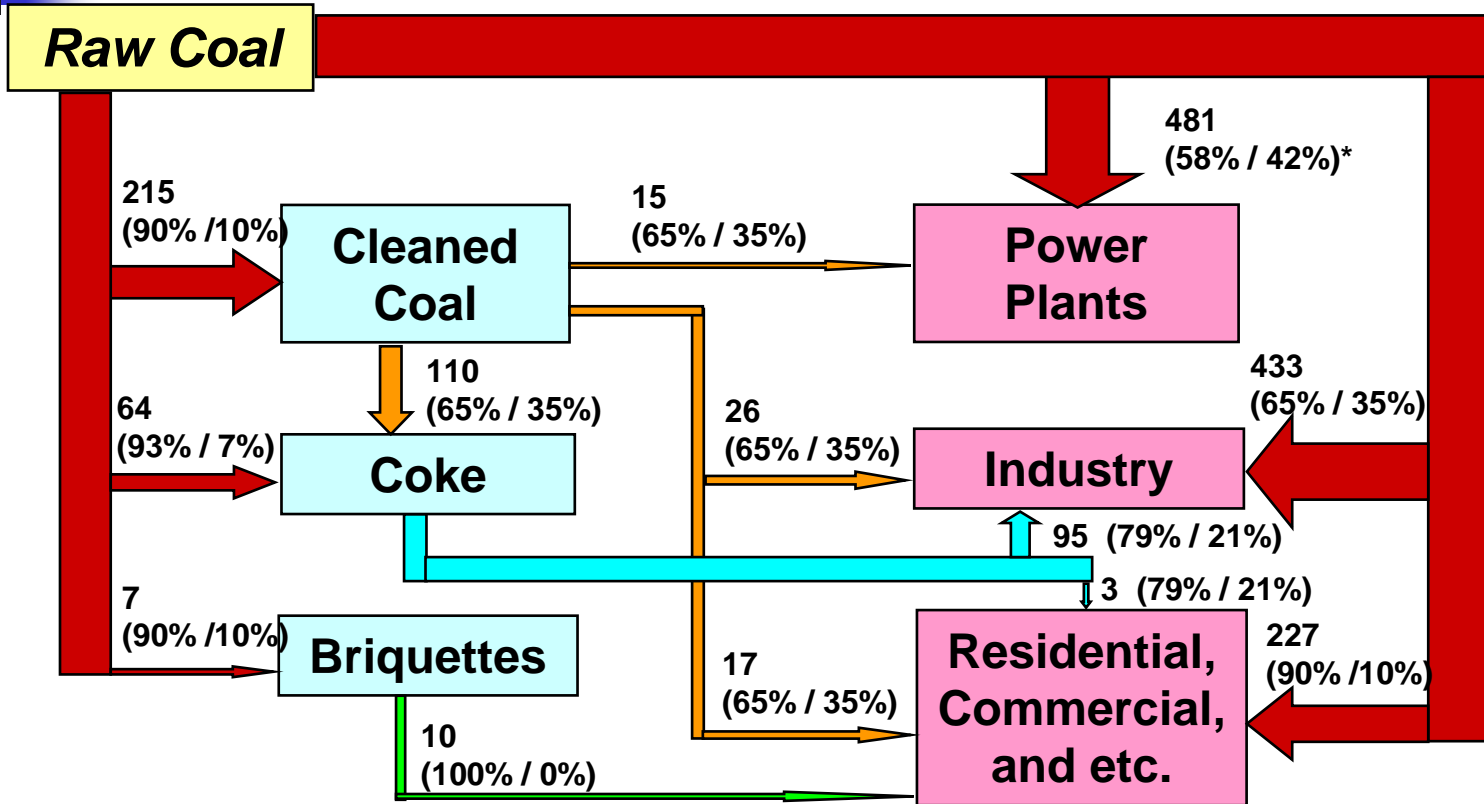 Raw Coal
481
(58% / 42%)*
215
(90% /10%)
15
(65% / 35%)
Cleaned
Coal
Power
Plants
110
(65% / 35%)
433
(65% / 35%)
64
(93% / 7%)
26
(65% / 35%)
Coke
Industry
95 (79% / 21%)
3 (79% / 21%)
7
(90% /10%)
Briquettes
17
(65% / 35%)
Residential,
Commercial,
and etc.
227
(90% /10%)
10
(100% / 0%)